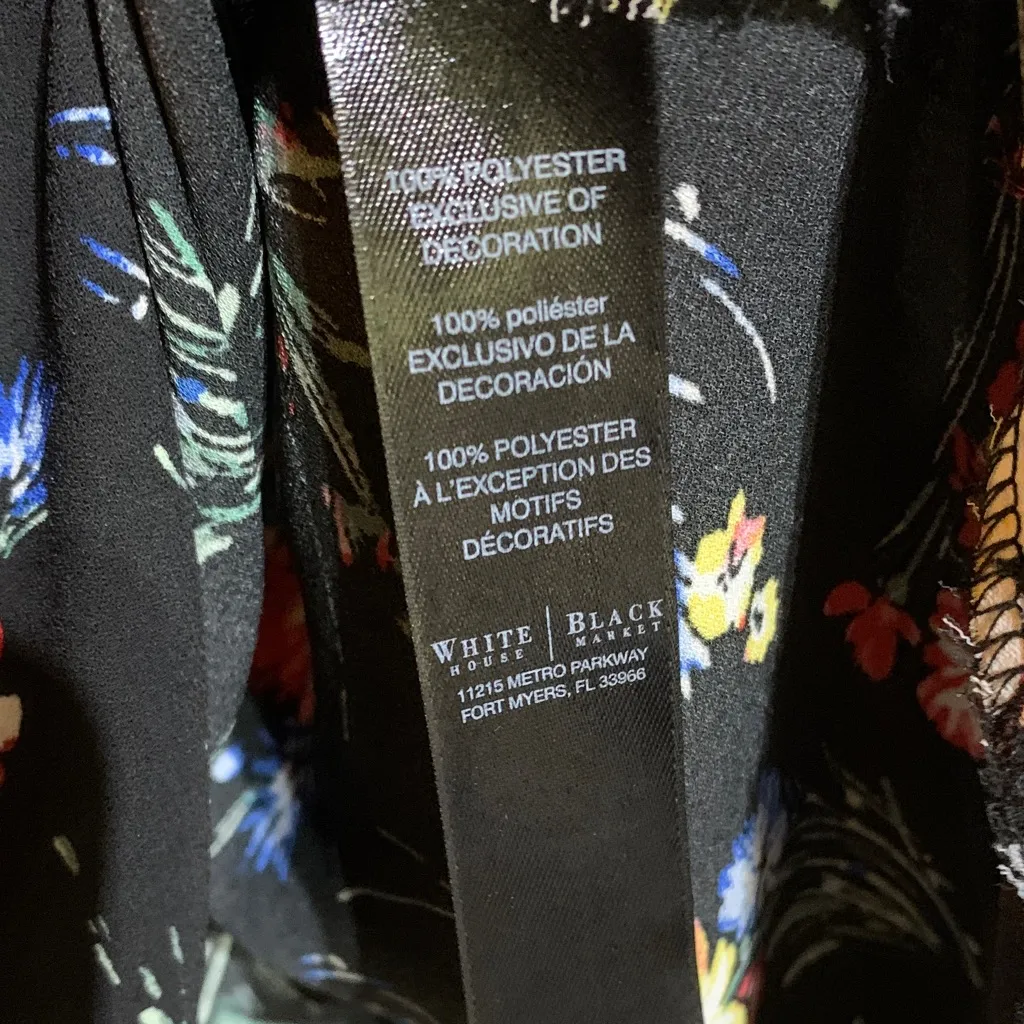 100% POLYESTER
EXCLUSIVE OF
DECORATION
100% poliéster
EXCLUSIVO DE LA
DECORACIÓN
100% POLYESTER
À L'EXCEPTION DES
MOTIFS
DÉCORATIFS
WHITE | BLACK
HOUSE MARKET
11215 METRO PARKWAY
FORT MYERS, FL 33966